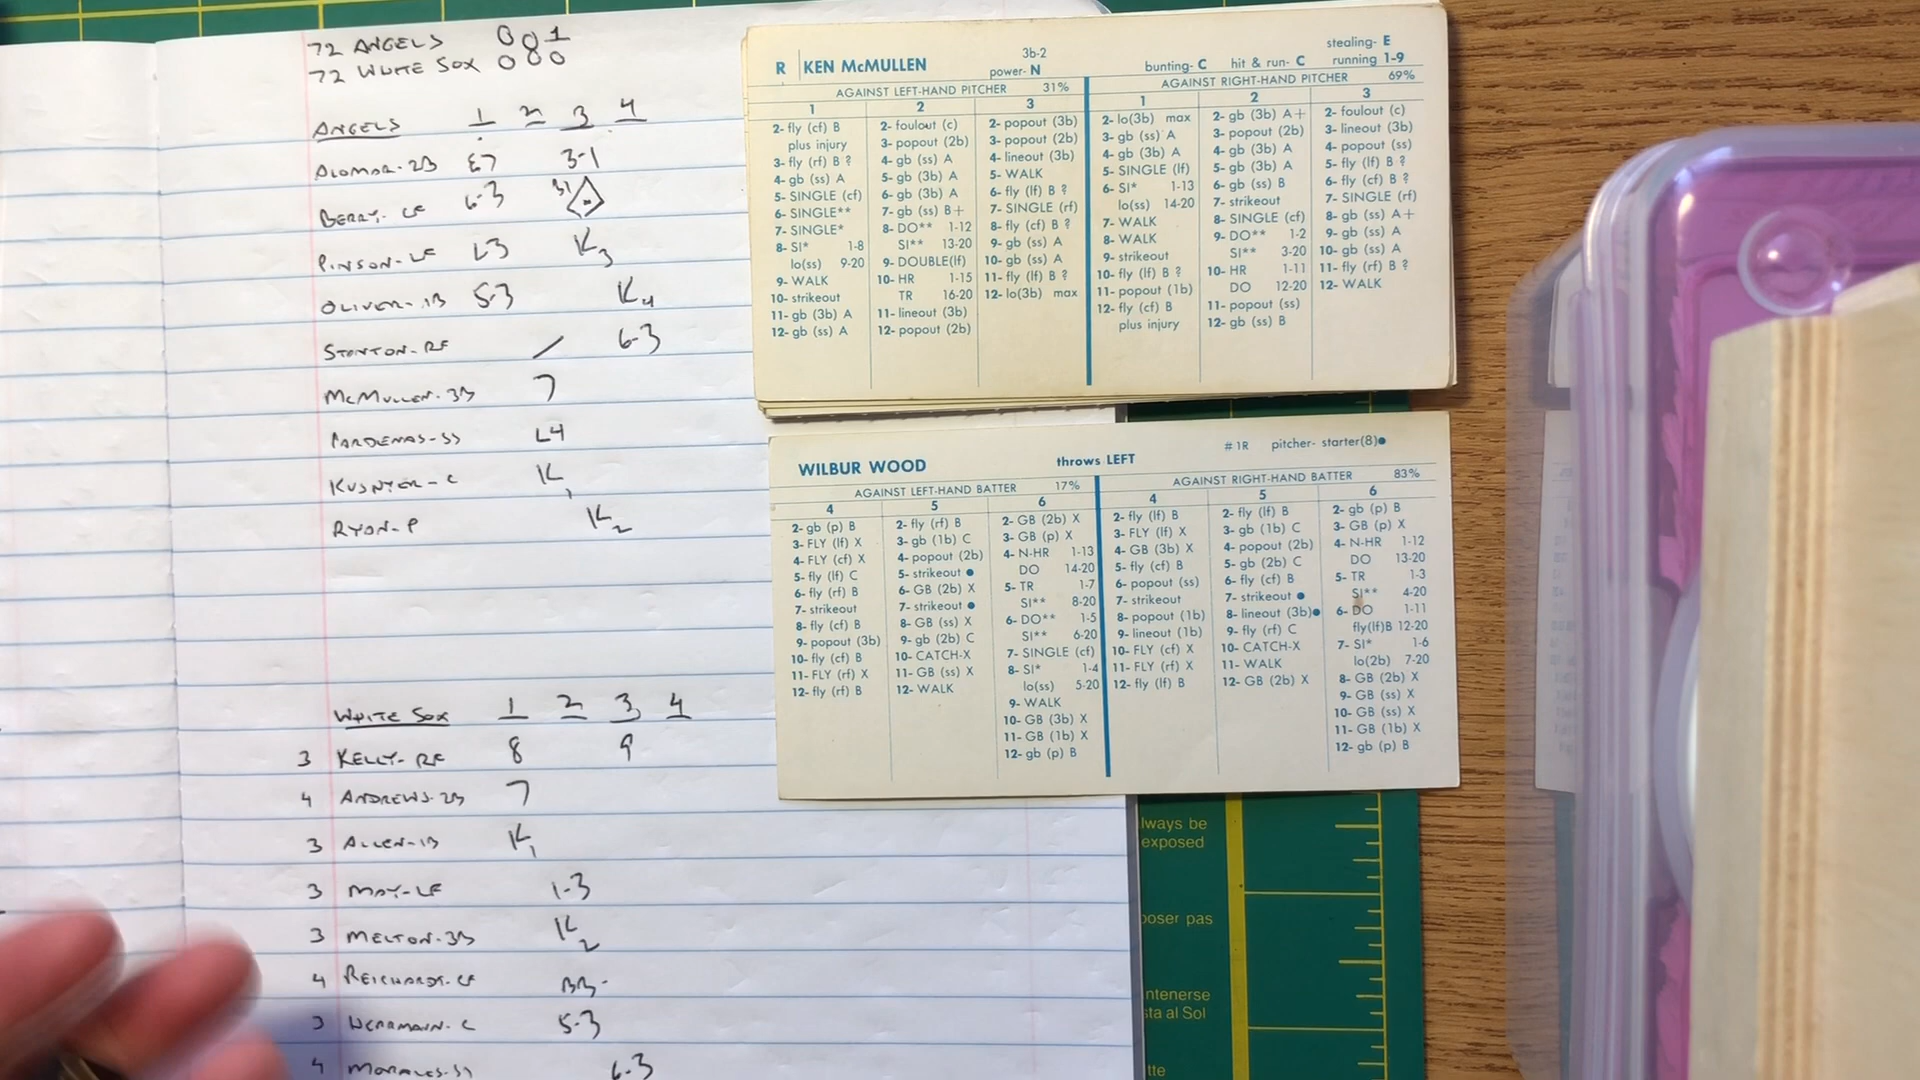 72 ANGELS 0 0 1
72 WHITE SOX 0 0 0
ANGELS 1 2 3 4
ALOMAR-2B E7 3-1
BERRY-CF 6-3 BB
PINSON-LF L3 K3
OLIVER-1B 5-3 K4
STANTON-RF 6-3
McMULLEN-3B 7
CARDENAS-SS L4
KUSNYER-C K1
RYAN-P K2
WHITE SOX 1 2 3 4
3 KELLY-RF 8 9
4 ANDREWS-2B 7
3 ALLEN-1B K1
3 MAY-LF 1-3
3 MELTON-3B K2
4 REICHARDT-CF BB-
3 HERRMANN-C 5-3
4 MORALES-SS 6-3
R KEN McMULLEN
3b-2
power- N
bunting- C hit & run- C
stealing- E
running 1-9
AGAINST LEFT-HAND PITCHER 31%
1
2- fly (cf) B
plus injury
3- fly (rf) B ?
4- gb (ss) A
5- SINGLE (cf)
6- SINGLE**
7- SINGLE*
8- SI* 1-8
lo(ss) 9-20
9- WALK
10- strikeout
11- gb (3b) A
12- gb (ss) A
2
2- foulout (c)
3- popout (2b)
4- gb (ss) A
5- gb (3b) A
6- gb (3b) A
7- gb (ss) B+
8- DO** 1-12
SI** 13-20
9- DOUBLE(lf)
10- HR 1-15
TR 16-20
11- lineout (3b)
12- popout (2b)
3
2- popout (3b)
3- popout (2b)
4- lineout (3b)
5- WALK
6- fly (lf) B ?
7- SINGLE (rf)
8- fly (cf) B ?
9- gb (ss) A
10- gb (ss) A
11- fly (lf) B ?
12- lo(3b) max
AGAINST RIGHT-HAND PITCHER 69%
1
2- lo(3b) max
3- gb (ss) A
4- gb (3b) A
5- SINGLE (lf)
6- SI* 1-13
lo(ss) 14-20
7- WALK
8- WALK
9- strikeout
10- fly (lf) B ?
11- popout (1b)
12- fly (cf) B
plus injury
2
2- gb (3b) A+
3- popout (2b)
4- gb (3b) A
5- gb (3b) A
6- gb (ss) B
7- strikeout
8- SINGLE (cf)
9- DO** 1-2
SI** 3-20
10- HR 1-11
DO 12-20
11- popout (ss)
12- gb (ss) B
3
2- foulout (c)
3- lineout (3b)
4- popout (ss)
5- fly (lf) B ?
6- fly (cf) B ?
7- SINGLE (rf)
8- gb (ss) A+
9- gb (ss) A
10- gb (ss) A
11- fly (rf) B ?
12- WALK
WILBUR WOOD throws LEFT
# 1R pitcher- starter(8)●
AGAINST LEFT-HAND BATTER 17%
4
2- gb (p) B
3- FLY (lf) X
4- FLY (cf) X
5- fly (lf) C
6- fly (rf) B
7- strikeout
8- fly (cf) B
9- popout (3b)
10- fly (cf) B
11- FLY (rf) X
12- fly (rf) B
5
2- fly (rf) B
3- gb (1b) C
4- popout (2b)
5- strikeout ●
6- GB (2b) X
7- strikeout ●
8- GB (ss) X
9- gb (2b) C
10- CATCH-X
11- GB (ss) X
12- WALK
6
2- GB (2b) X
3- GB (p) X
4- N-HR 1-13
DO 14-20
5- TR 1-7
SI** 8-20
6- DO** 1-5
SI** 6-20
7- SINGLE (cf)
8- SI* 1-4
lo(ss) 5-20
9- WALK
10- GB (3b) X
11- GB (1b) X
12- gb (p) B
AGAINST RIGHT-HAND BATTER 83%
4
2- fly (lf) B
3- FLY (lf) X
4- GB (3b) X
5- fly (cf) B
6- popout (ss)
7- strikeout
8- popout (1b)
9- lineout (1b)
10- FLY (cf) X
11- FLY (rf) X
12- fly (lf) B
5
2- fly (lf) B
3- gb (1b) C
4- popout (2b)
5- gb (2b) C
6- fly (cf) B
7- strikeout ●
8- lineout (3b)●
9- fly (rf) C
10- CATCH-X
11- WALK
12- GB (2b) X
6
2- gb (p) B
3- GB (p) X
4- N-HR 1-12
DO 13-20
5- TR 1-3
SI** 4-20
6- DO 1-11
fly(lf)B 12-20
7- SI* 1-6
lo(2b) 7-20
8- GB (2b) X
9- GB (ss) X
10- GB (ss) X
11- GB (1b) X
12- gb (p) B
lways be
exposed
poser pas
ntenerse
sta al Sol
tte